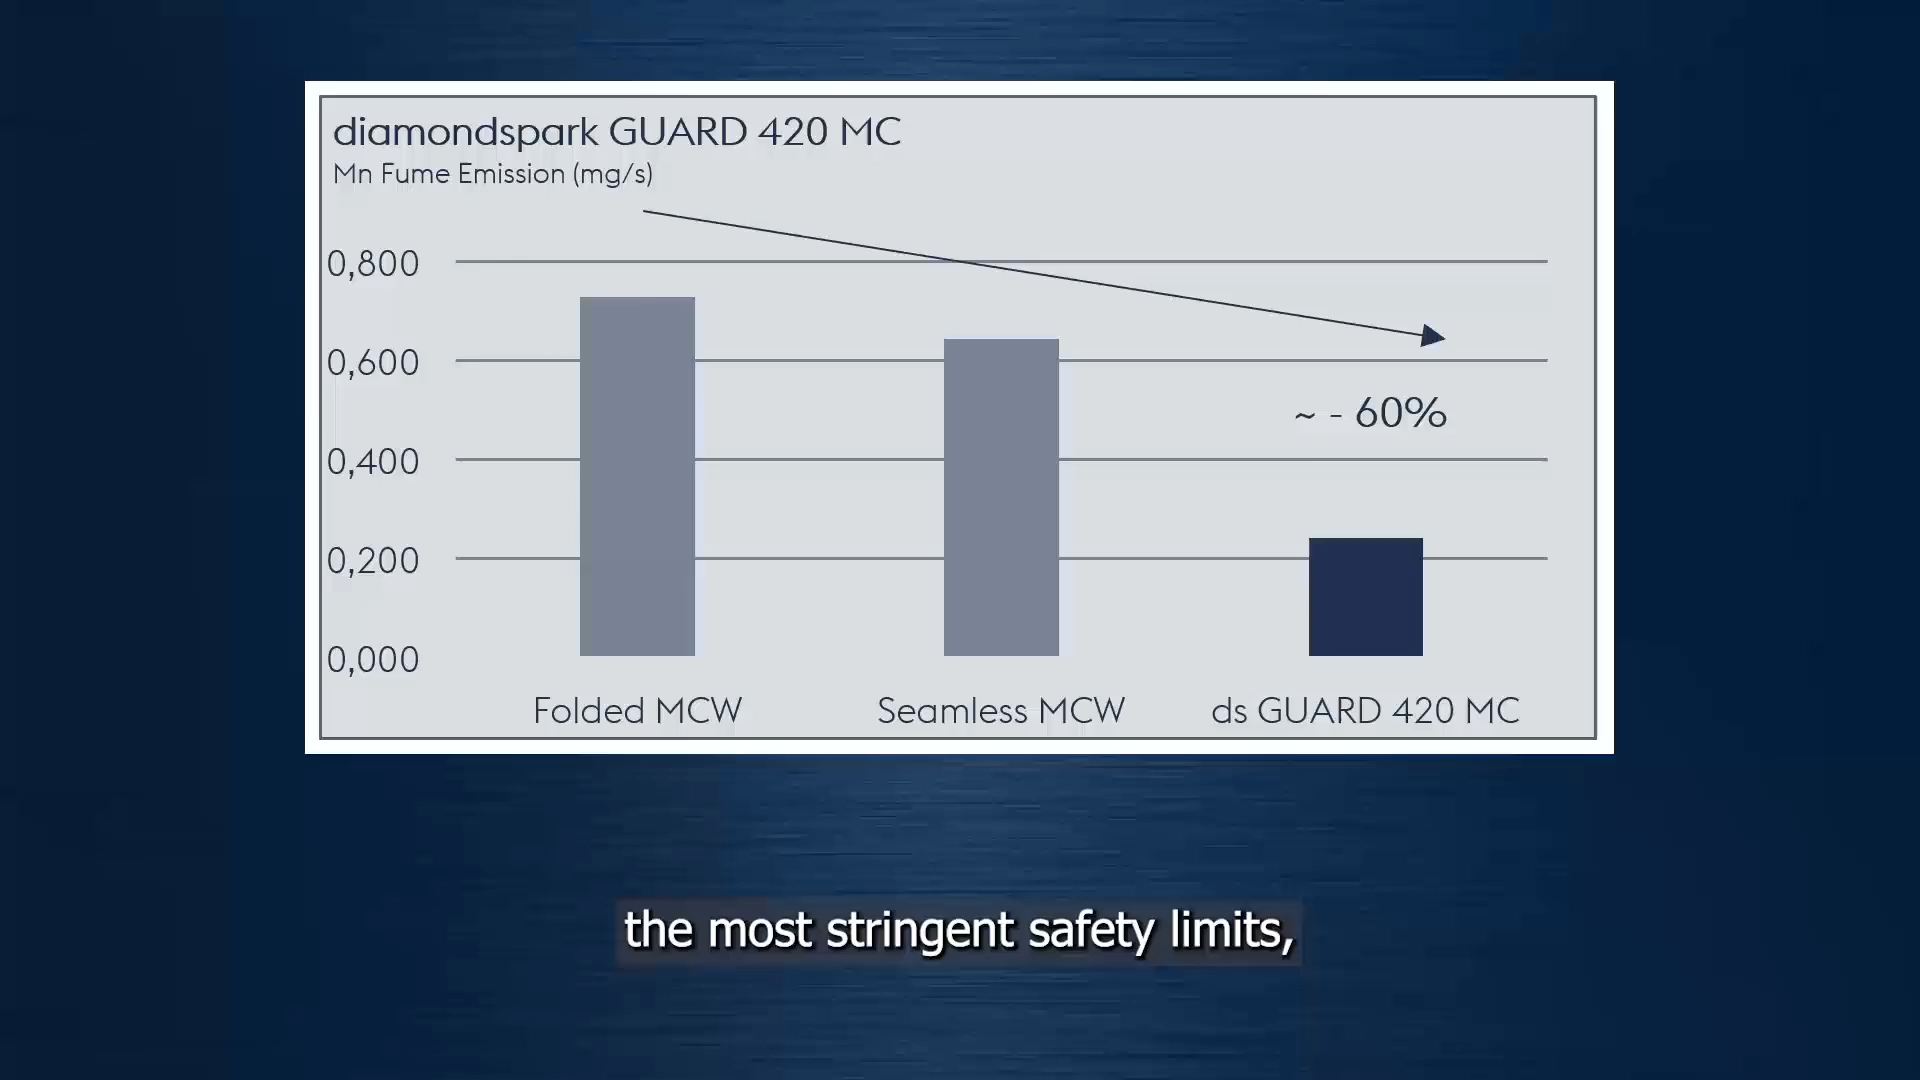 diamondspark GUARD 420 MC
Mn Fume Emission (mg/s)
0,800
0,600
~ - 60%
0,400
0,200
0,000
Folded MCW
Seamless MCW
ds GUARD 420 MC
the most stringent safety limits,